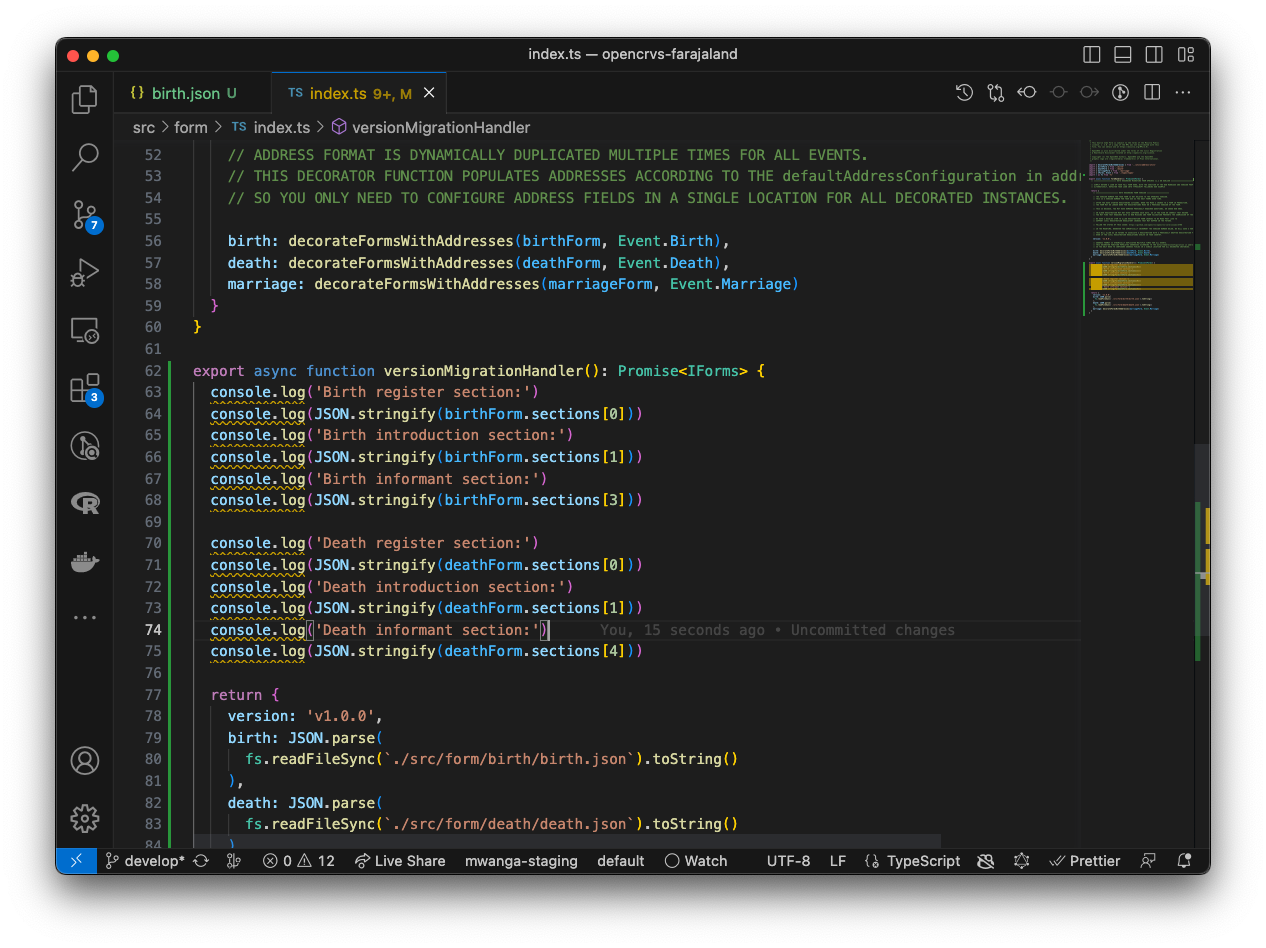 index.ts — opencrvs-farajaland
{} birth.json U
TS index.ts 9+, M
src > form > TS index.ts > versionMigrationHandler
52 // ADDRESS FORMAT IS DYNAMICALLY DUPLICATED MULTIPLE TIMES FOR ALL EVENTS.
53 // THIS DECORATOR FUNCTION POPULATES ADDRESSES ACCORDING TO THE defaultAddressConfiguration in addr
54 // SO YOU ONLY NEED TO CONFIGURE ADDRESS FIELDS IN A SINGLE LOCATION FOR ALL DECORATED INSTANCES.
55
56 birth: decorateFormsWithAddresses(birthForm, Event.Birth),
57 death: decorateFormsWithAddresses(deathForm, Event.Death),
58 marriage: decorateFormsWithAddresses(marriageForm, Event.Marriage)
59 }
60 }
61
62 export async function versionMigrationHandler(): Promise<IForms> {
63 console.log('Birth register section:')
64 console.log(JSON.stringify(birthForm.sections[0]))
65 console.log('Birth introduction section:')
66 console.log(JSON.stringify(birthForm.sections[1]))
67 console.log('Birth informant section:')
68 console.log(JSON.stringify(birthForm.sections[3]))
69
70 console.log('Death register section:')
71 console.log(JSON.stringify(deathForm.sections[0]))
72 console.log('Death introduction section:')
73 console.log(JSON.stringify(deathForm.sections[1]))
74 console.log('Death informant section:') You, 15 seconds ago • Uncommitted changes
75 console.log(JSON.stringify(deathForm.sections[4]))
76
77 return {
78 version: 'v1.0.0',
79 birth: JSON.parse(
80 fs.readFileSync(`./src/form/birth/birth.json`).toString()
81 ),
82 death: JSON.parse(
83 fs.readFileSync(`./src/form/death/death.json`).toString()
84 )
7
3
R
develop* 0 12 Live Share mwanga-staging default Watch UTF-8 LF {} TypeScript Prettier